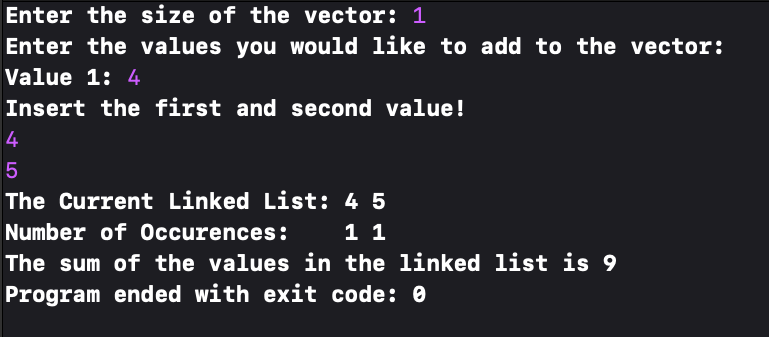 Enter the size of the vector: 1
Enter the values you would like to add to the vector:
Value 1: 4
Insert the first and second value!
4
5
The Current Linked List: 4 5
Number of Occurences:    1 1
The sum of the values in the linked list is 9
Program ended with exit code: 0